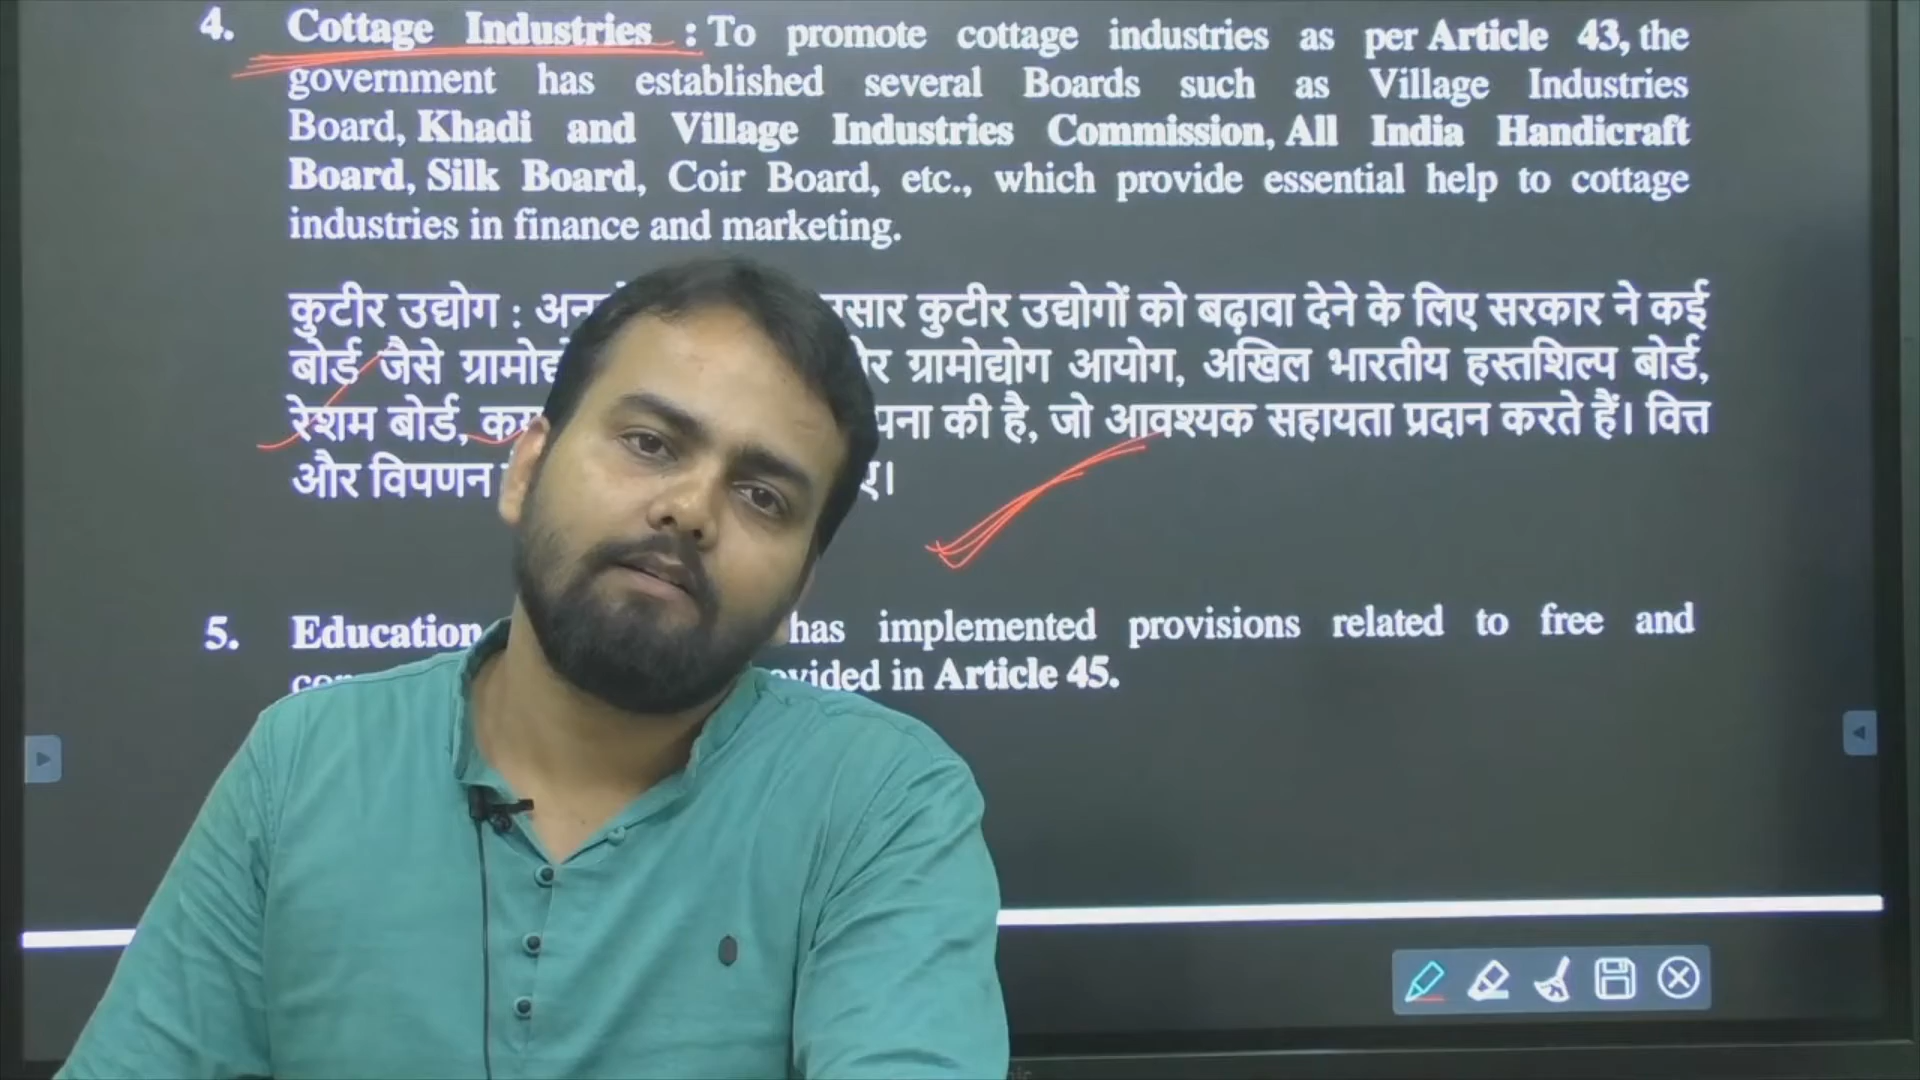 4. Cottage Industries : To promote cottage industries as per Article 43, the
government has established several Boards such as Village Industries
Board, Khadi and Village Industries Commission, All India Handicraft
Board, Silk Board, Coir Board, etc., which provide essential help to cottage
industries in finance and marketing.
कुटीर उद्योग : कुटीर उद्योगों को बढ़ावा देने के लिए सरकार ने कई
बोर्ड जैसे ग्रामोद्योग आयोग, अखिल भारतीय हस्तशिल्प बोर्ड,
रेशम बोर्ड, की है, जो आवश्यक सहायता प्रदान करते हैं। वित्त
और विपणन
5. Education has implemented provisions related to free and
in Article 45.